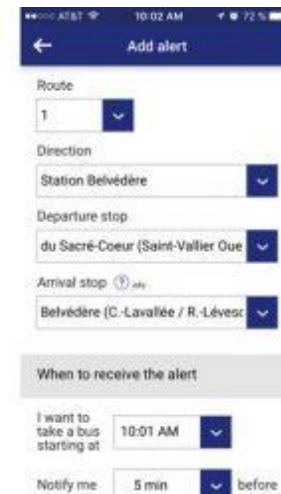 AT&T 10:02 AM 72 %
Add alert
Route
1
Direction
Station Belvédère
Departure stop
du Sacré-Coeur (Saint-Vallier Oue
Arrival stop ?
Belvédère (C.-Lavallée / R.-Lévesc
When to receive the alert
I want to
take a bus
starting at
10:01 AM
Notify me 5 min before